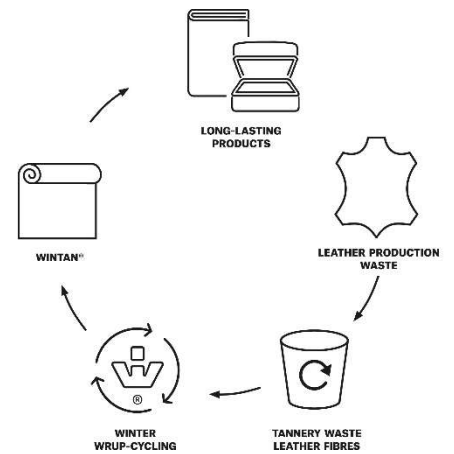 LONG-LASTING
PRODUCTS
LEATHER PRODUCTION
WASTE
WINTAN®
®
WINTER
WRUP-CYCLING
TANNERY WASTE
LEATHER FIBRES